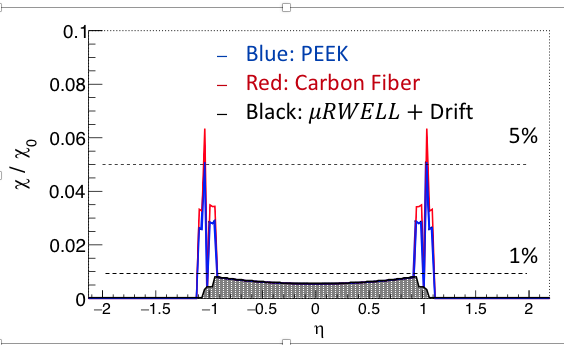 0.1
Blue: PEEK
Red: Carbon Fiber
Black: μRWELL + Drift
0.08
0.06
5%
0.04
χ / χ0
0.02
1%
0
−2 −1.5 −1 −0.5 0 0.5 1 1.5 2
η